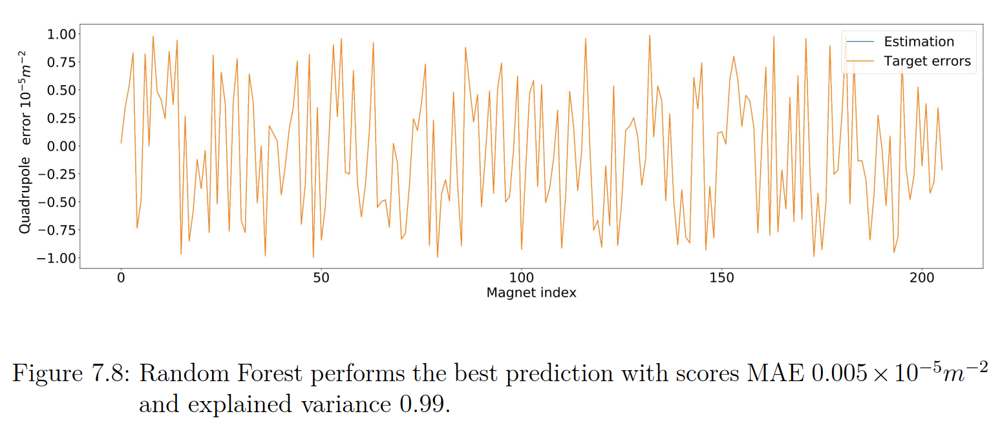 1.00
0.75
0.50
0.25
0.00
−0.25
−0.50
−0.75
−1.00
Quadrupole error 10⁻⁵m⁻²
Estimation
Target errors
0 50 100 150 200
Magnet index
Figure 7.8: Random Forest performs the best prediction with scores MAE 0.005 × 10⁻⁵m⁻²
and explained variance 0.99.